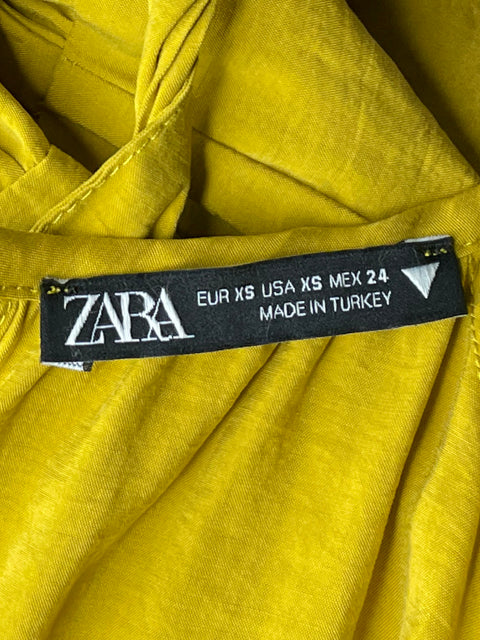 ZARA
EUR XS USA XS MEX 24
MADE IN TURKEY